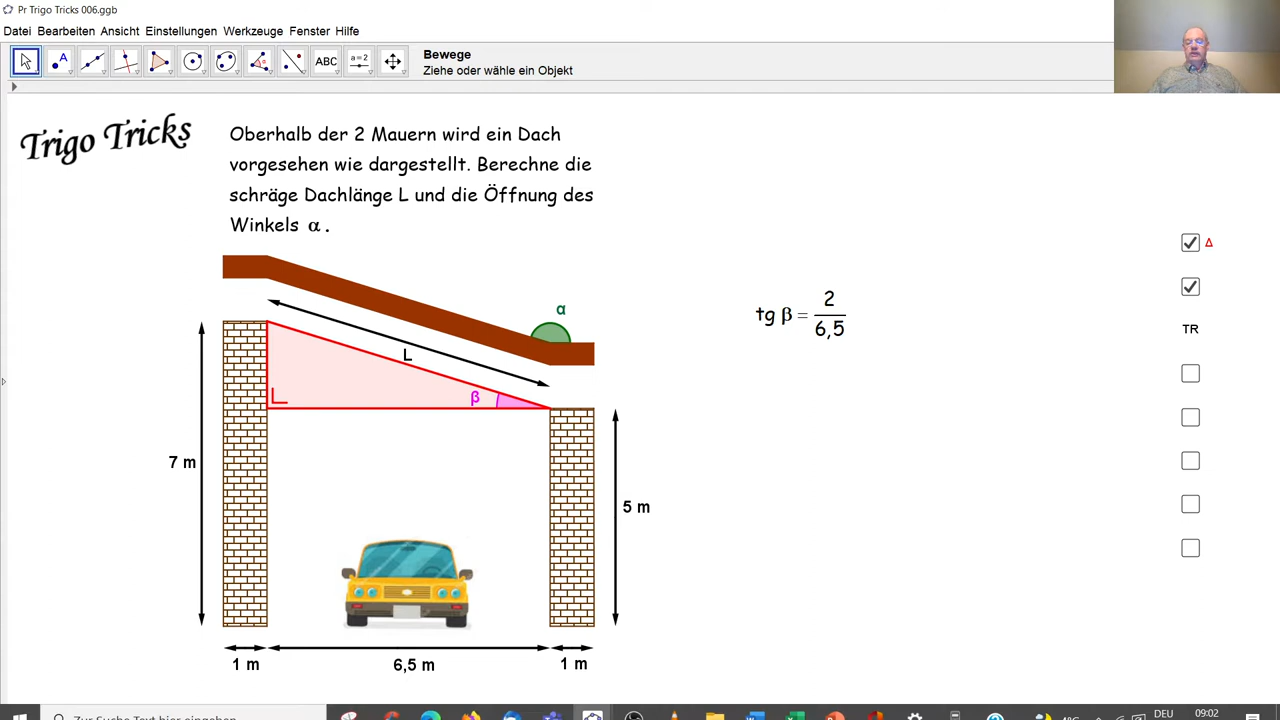 Pr Trigo Tricks 006.ggb
Datei Bearbeiten Ansicht Einstellungen Werkzeuge Fenster Hilfe
A
ABC
a=2
Bewege
Ziehe oder wähle ein Objekt
Trigo Tricks
Oberhalb der 2 Mauern wird ein Dach
vorgesehen wie dargestellt. Berechne die
schräge Dachlänge L und die Öffnung des
Winkels α .
Δ
α
tg β = 2/6,5
TR
L
β
7 m
5 m
1 m
6,5 m
1 m
DEU
09:02